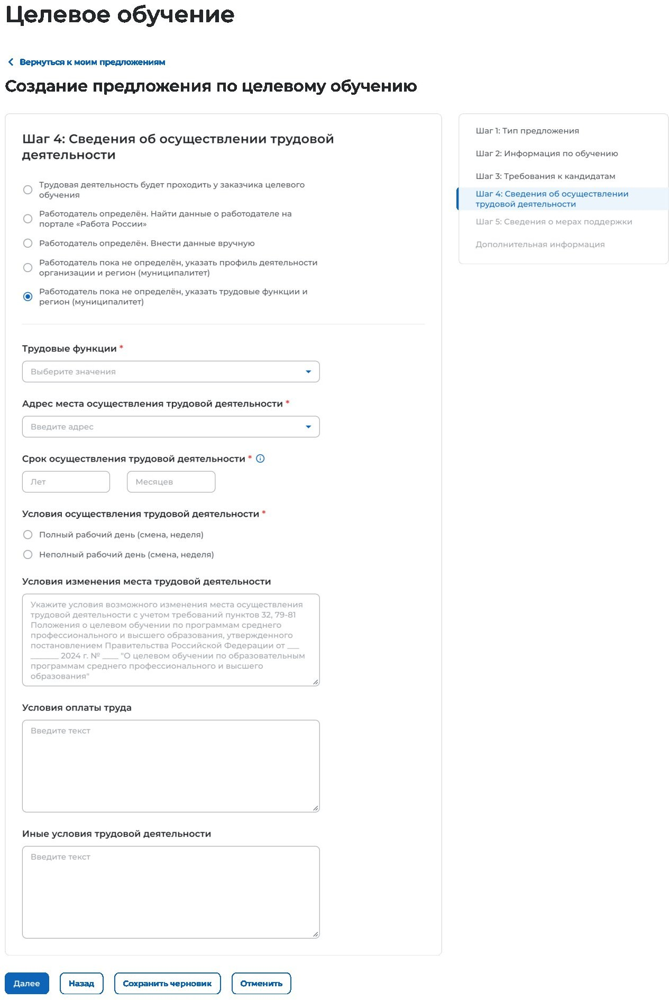 Целевое обучение
Вернуться к моим предложениям
Создание предложения по целевому обучению
Шаг 4: Сведения об осуществлении трудовой
деятельности
Трудовая деятельность будет проходить у заказчика целевого
обучения
Работодатель определён. Найти данные о работодателе на
портале «Работа России»
Работодатель определён. Внести данные вручную
Работодатель пока не определён, указать профиль деятельности
организации и регион (муниципалитет)
Работодатель пока не определён, указать трудовые функции и
регион (муниципалитет)
Трудовые функции *
Выберите значения
Адрес места осуществления трудовой деятельности *
Введите адрес
Срок осуществления трудовой деятельности *
Лет
Месяцев
Условия осуществления трудовой деятельности *
Полный рабочий день (смена, неделя)
Неполный рабочий день (смена, неделя)
Условия изменения места трудовой деятельности
Укажите условия возможного изменения места осуществления
трудовой деятельности с учетом требований пунктов 32, 79-81
Положения о целевом обучении по программам среднего
профессионального и высшего образования, утвержденного
постановлением Правительства Российской Федерации от ___
_______ 2024 г. № ____ "О целевом обучении по образовательным
программам среднего профессионального и высшего
образования"
Условия оплаты труда
Введите текст
Иные условия трудовой деятельности
Введите текст
Далее
Назад
Сохранить черновик
Отменить
Шаг 1: Тип предложения
Шаг 2: Информация по обучению
Шаг 3: Требования к кандидатам
Шаг 4: Сведения об осуществлении
трудовой деятельности
Шаг 5: Сведения о мерах поддержки
Дополнительная информация